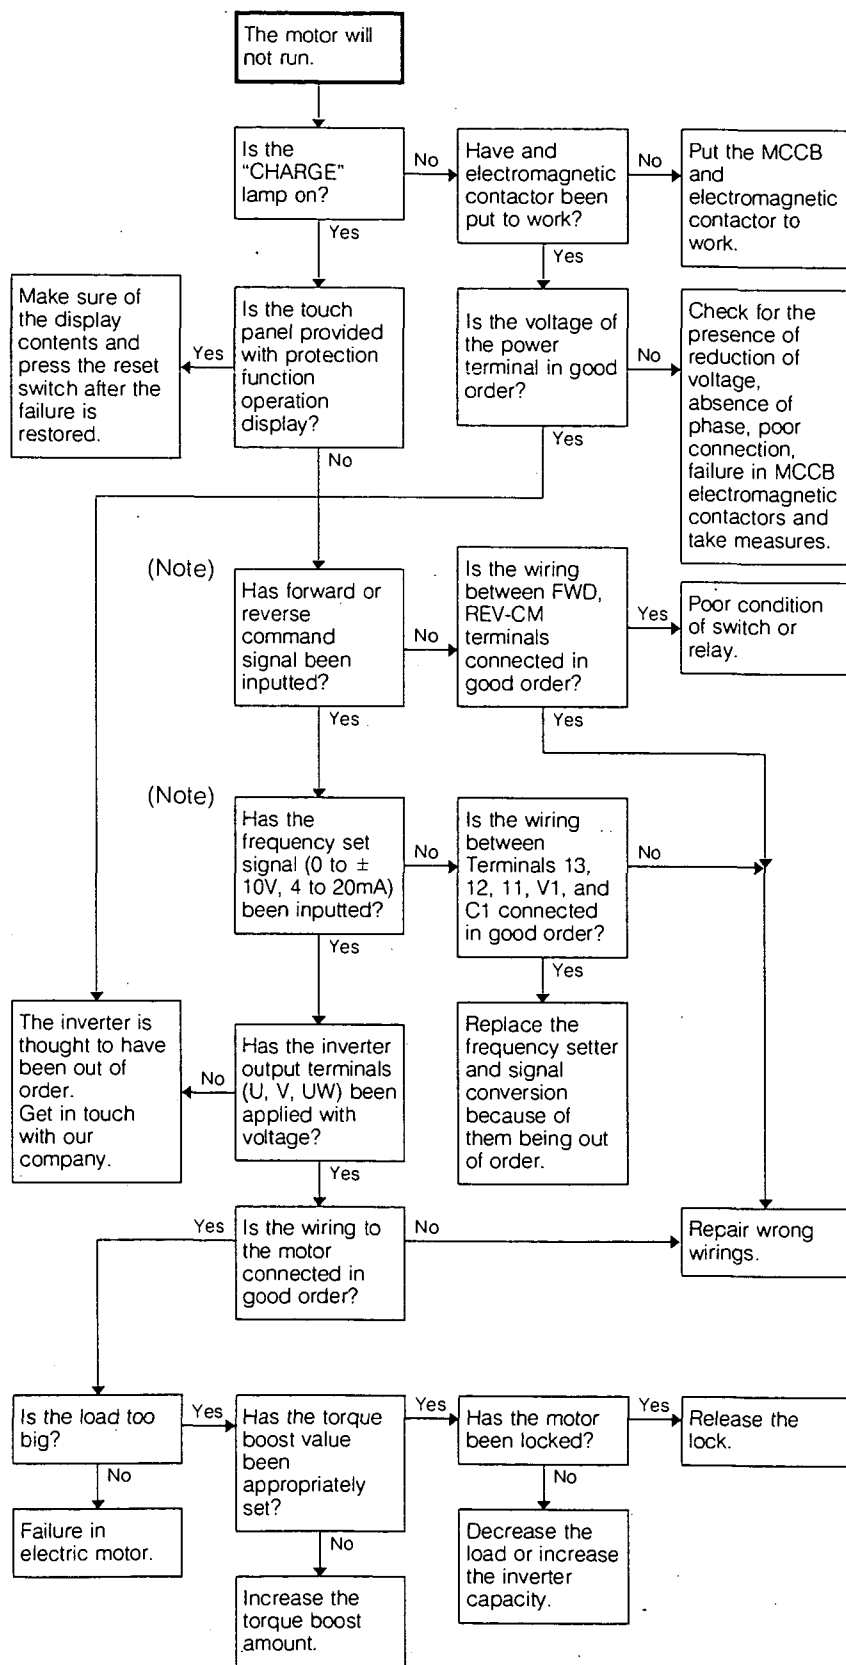 The motor will
not run.
Is the
"CHARGE"
lamp on?
No
Have and
electromagnetic
contactor been
put to work?
No
Put the MCCB
and
electromagnetic
contactor to
work.
Yes
Yes
Make sure of
the display
contents and
press the reset
switch after the
failure is
restored.
Yes
Is the touch
panel provided
with protection
function
operation
display?
Is the voltage of
the power
terminal in good
order?
No
Check for the
presence of
reduction of
voltage,
absence of
phase, poor
connection,
failure in MCCB
electromagnetic
contactors and
take measures.
No
Yes
(Note)
Has forward or
reverse
command
signal been
inputted?
No
Is the wiring
between FWD,
REV-CM
terminals
connected in
good order?
Yes
Poor condition
of switch or
relay.
Yes
Yes
(Note)
Has the
frequency set
signal (0 to ±
10V, 4 to 20mA)
been inputted?
No
Is the wiring
between
Terminals 13,
12, 11, V1, and
C1 connected
in good order?
No
Yes
Yes
The inverter is
thought to have
been out of
order.
Get in touch
with our
company.
No
Has the inverter
output terminals
(U, V, UW) been
applied with
voltage?
Replace the
frequency setter
and signal
conversion
because of
them being out
of order.
Yes
Yes
Is the wiring to
the motor
connected in
good order?
No
Repair wrong
wirings.
Is the load too
big?
Yes
Has the torque
boost value
been
appropriately
set?
Yes
Has the motor
been locked?
Yes
Release the
lock.
No
No
Failure in
electric motor.
No
Decrease the
load or increase
the inverter
capacity.
Increase the
torque boost
amount.